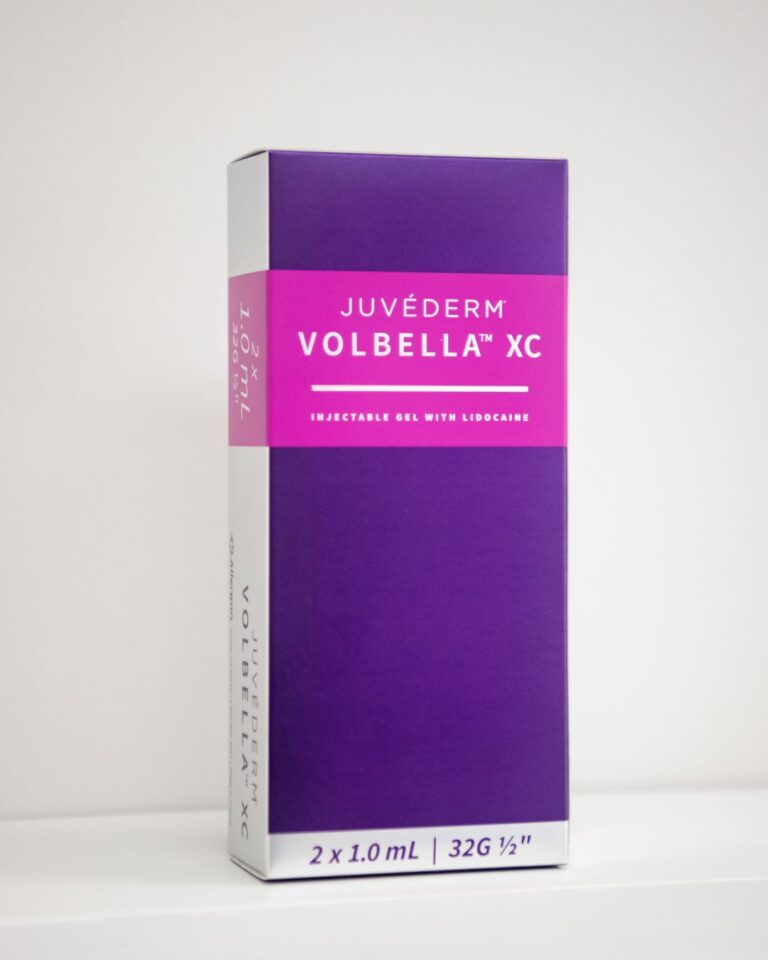 JUVÉDERM
VOLBELLA™ XC
INJECTABLE GEL WITH LIDOCAINE
2 x 1.0 mL | 32G ½"
2 x
1.0 mL
32G ½"
JUVÉDERM
VOLBELLA™ XC
Allergan